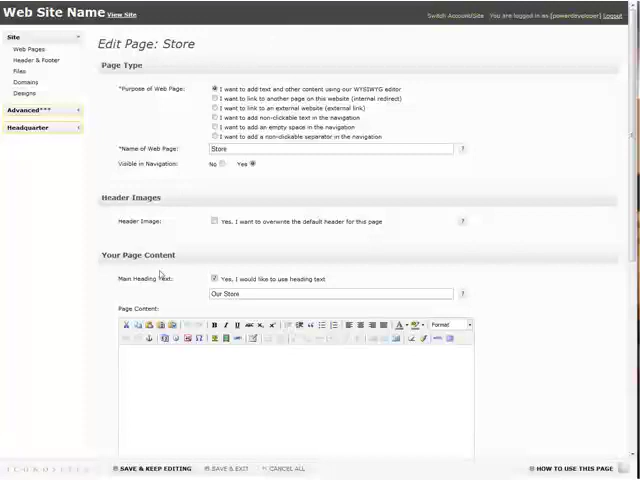 Web Site Name View Site
Switch Account/Site You are logged in as [powerdeveloper] Logout
Site
Web Pages
Header & Footer
Files
Domains
Designs
Advanced***
Headquarter
Edit Page: Store
Page Type
*Purpose of Web Page: I want to add text and other content using our WYSIWYG editor
I want to link to another page on this website (internal redirect)
I want to link to an external website (external link)
I want to add non-clickable text in the navigation
I want to add an empty space in the navigation
I want to add a non-clickable separator in the navigation
*Name of Web Page: Store ?
Visible in Navigation: No Yes
Header Images
Header Image: Yes, I want to overwrite the default header for this page ?
Your Page Content
Main Heading Text: Yes, I would like to use heading text
Our Store ?
Page Content:
B I U ABC X₂ X² A Format
SAVE & KEEP EDITING SAVE & EXIT CANCEL ALL HOW TO USE THIS PAGE